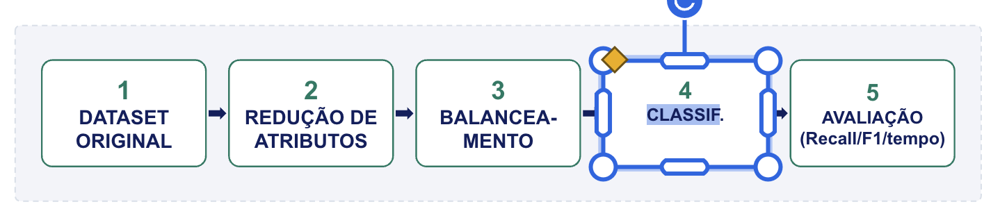 1
DATASET
ORIGINAL
2
REDUÇÃO DE
ATRIBUTOS
3
BALANCEA-
MENTO
4
CLASSIF.
5
AVALIAÇÃO
(Recall/F1/tempo)